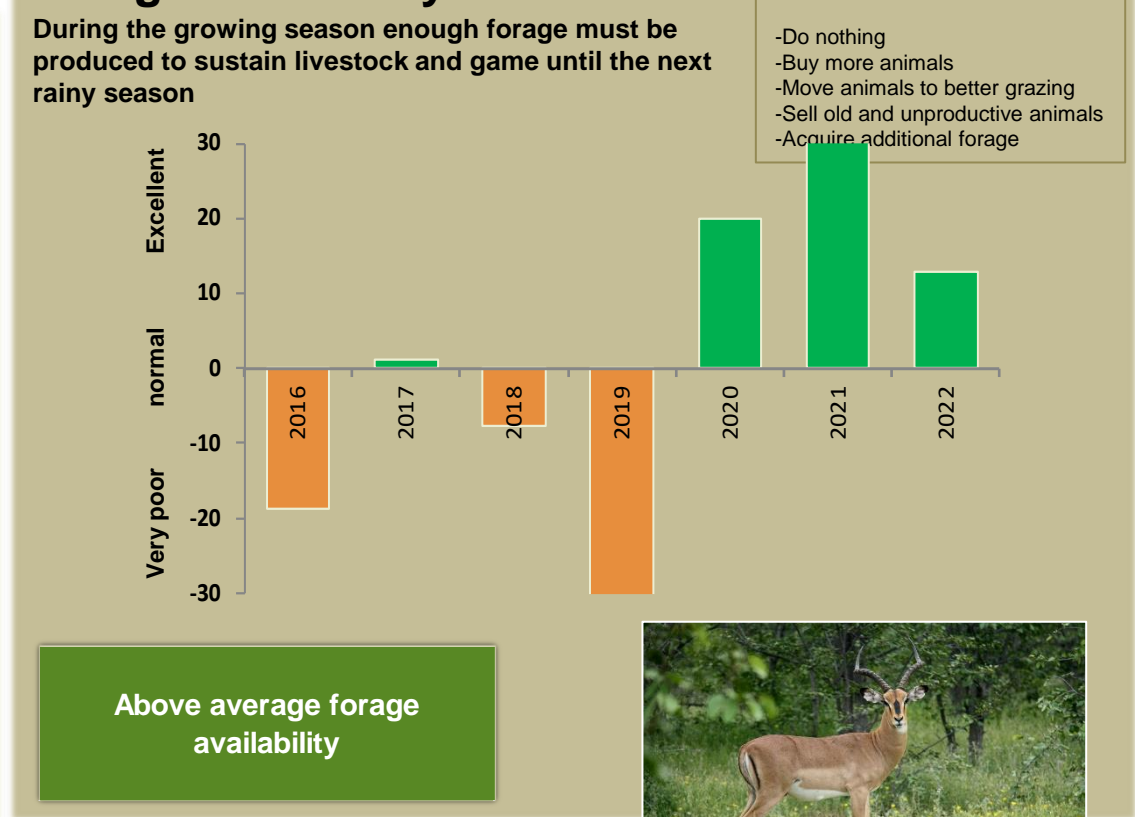 During the growing season enough forage must be
produced to sustain livestock and game until the next
rainy season
-Do nothing
-Buy more animals
-Move animals to better grazing
-Sell old and unproductive animals
-Acquire additional forage
30
20
10
0
-10
-20
-30
Excellent
normal
Very poor
2016
2017
2018
2019
2020
2021
2022
Above average forage
availability